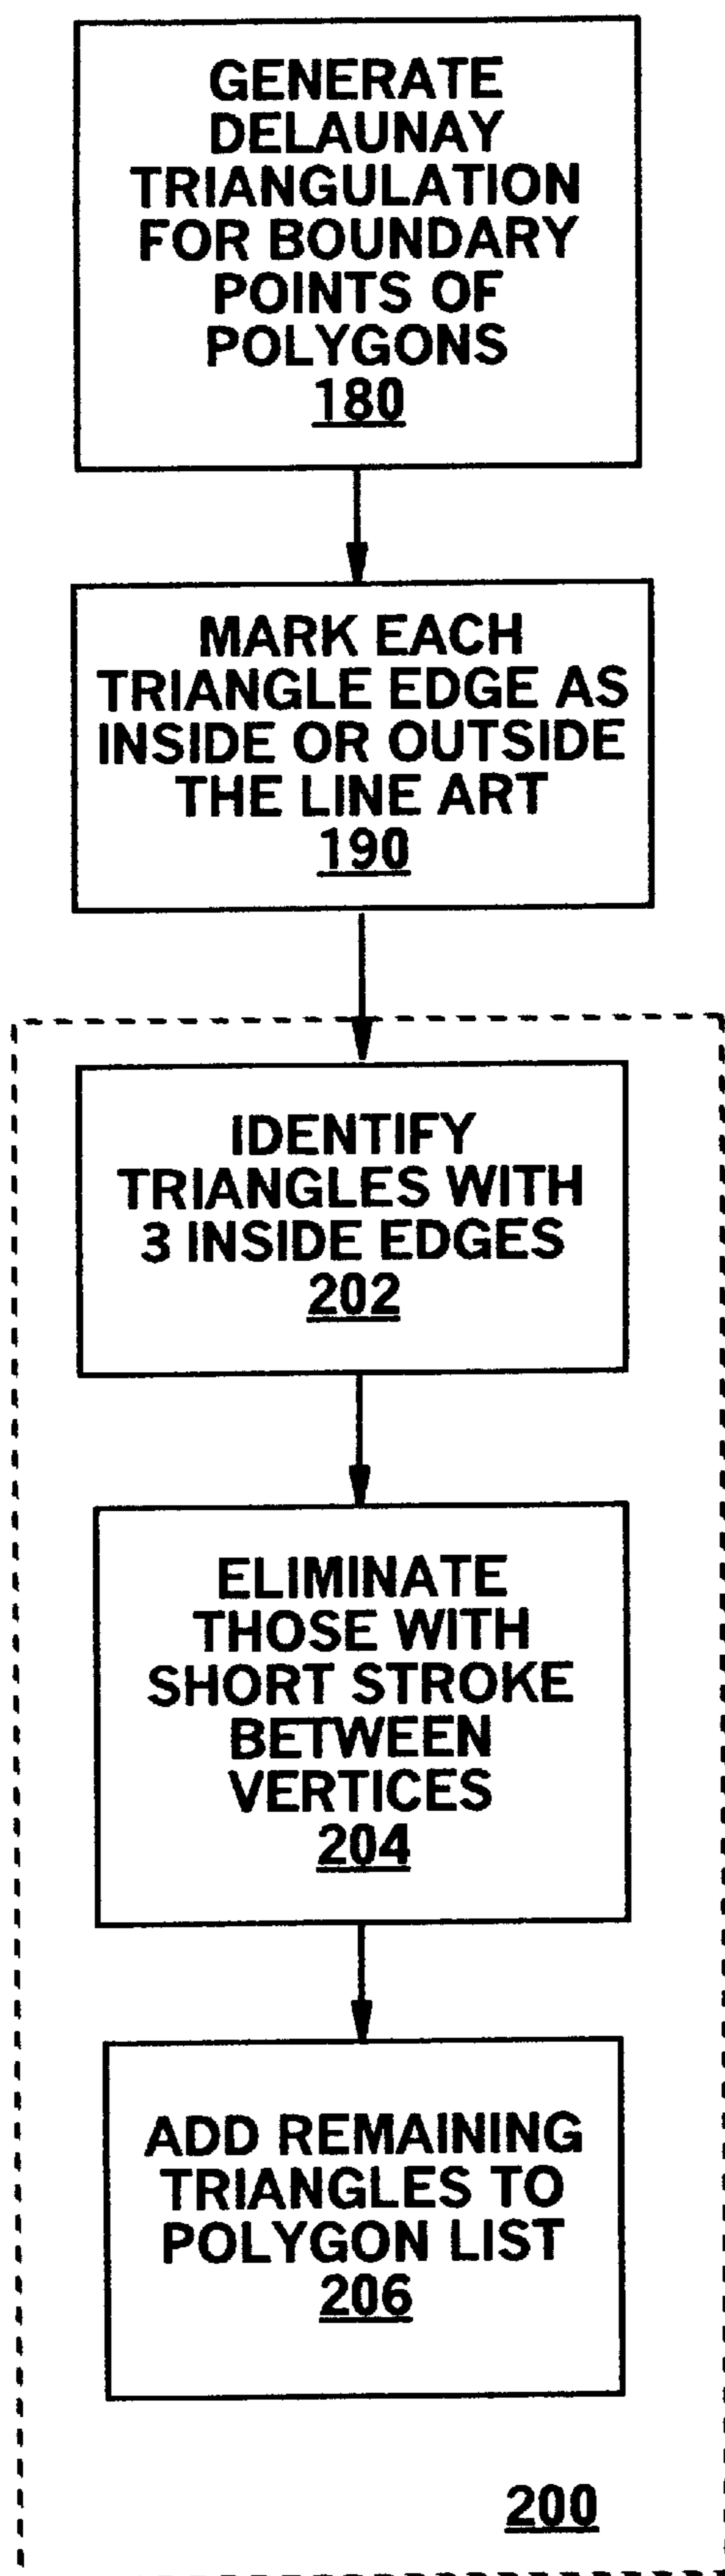 GENERATE
DELAUNAY
TRIANGULATION
FOR BOUNDARY
POINTS OF
POLYGONS
180
MARK EACH
TRIANGLE EDGE AS
INSIDE OR OUTSIDE
THE LINE ART
190
IDENTIFY
TRIANGLES WITH
3 INSIDE EDGES
202
ELIMINATE
THOSE WITH
SHORT STROKE
BETWEEN
VERTICES
204
ADD REMAINING
TRIANGLES TO
POLYGON LIST
206
200